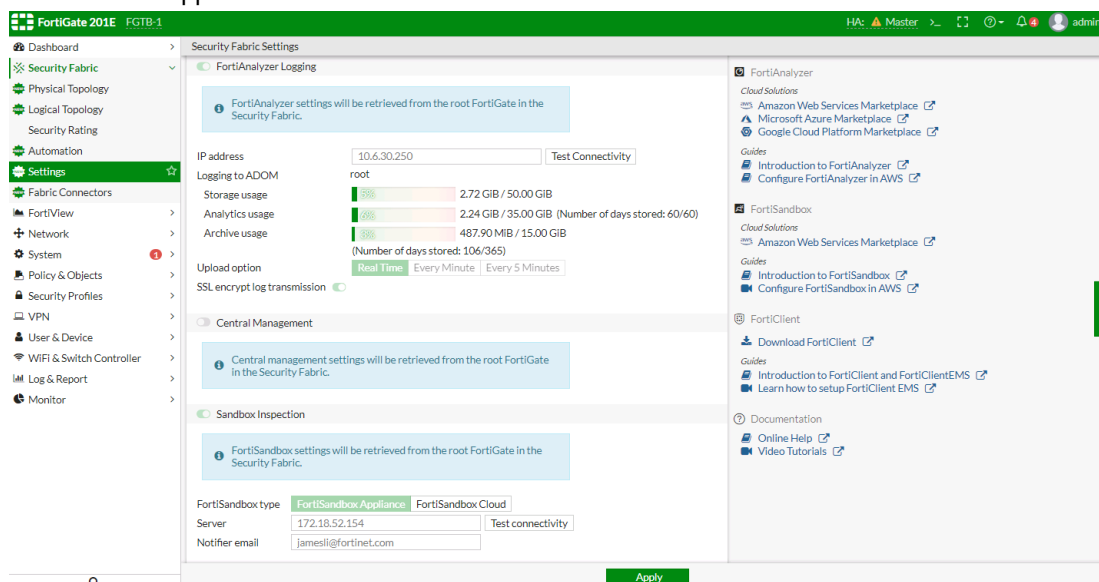 FortiGate 201E FGTB-1
HA: Master >_ 4 admin
Dashboard
Security Fabric
Physical Topology
Logical Topology
Security Rating
Automation
Settings
Fabric Connectors
FortiView
Network
System 1
Policy & Objects
Security Profiles
VPN
User & Device
WiFi & Switch Controller
Log & Report
Monitor
Security Fabric Settings
FortiAnalyzer Logging
FortiAnalyzer settings will be retrieved from the root FortiGate in the
Security Fabric.
IP address 10.6.30.250 Test Connectivity
Logging to ADOM root
Storage usage 5% 2.72 GiB / 50.00 GiB
Analytics usage 6% 2.24 GiB / 35.00 GiB (Number of days stored: 60/60)
Archive usage 3% 487.90 MiB / 15.00 GiB
(Number of days stored: 106/365)
Upload option Real Time Every Minute Every 5 Minutes
SSL encrypt log transmission
Central Management
Central management settings will be retrieved from the root FortiGate
in the Security Fabric.
Sandbox Inspection
FortiSandbox settings will be retrieved from the root FortiGate in the
Security Fabric.
FortiSandbox type FortiSandbox Appliance FortiSandbox Cloud
Server 172.18.52.154 Test connectivity
Notifier email jamesli@fortinet.com
Apply
FortiAnalyzer
Cloud Solutions
Amazon Web Services Marketplace
Microsoft Azure Marketplace
Google Cloud Platform Marketplace
Guides
Introduction to FortiAnalyzer
Configure FortiAnalyzer in AWS
FortiSandbox
Cloud Solutions
Amazon Web Services Marketplace
Guides
Introduction to FortiSandbox
Configure FortiSandbox in AWS
FortiClient
Download FortiClient
Guides
Introduction to FortiClient and FortiClientEMS
Learn how to setup FortiClient EMS
Documentation
Online Help
Video Tutorials